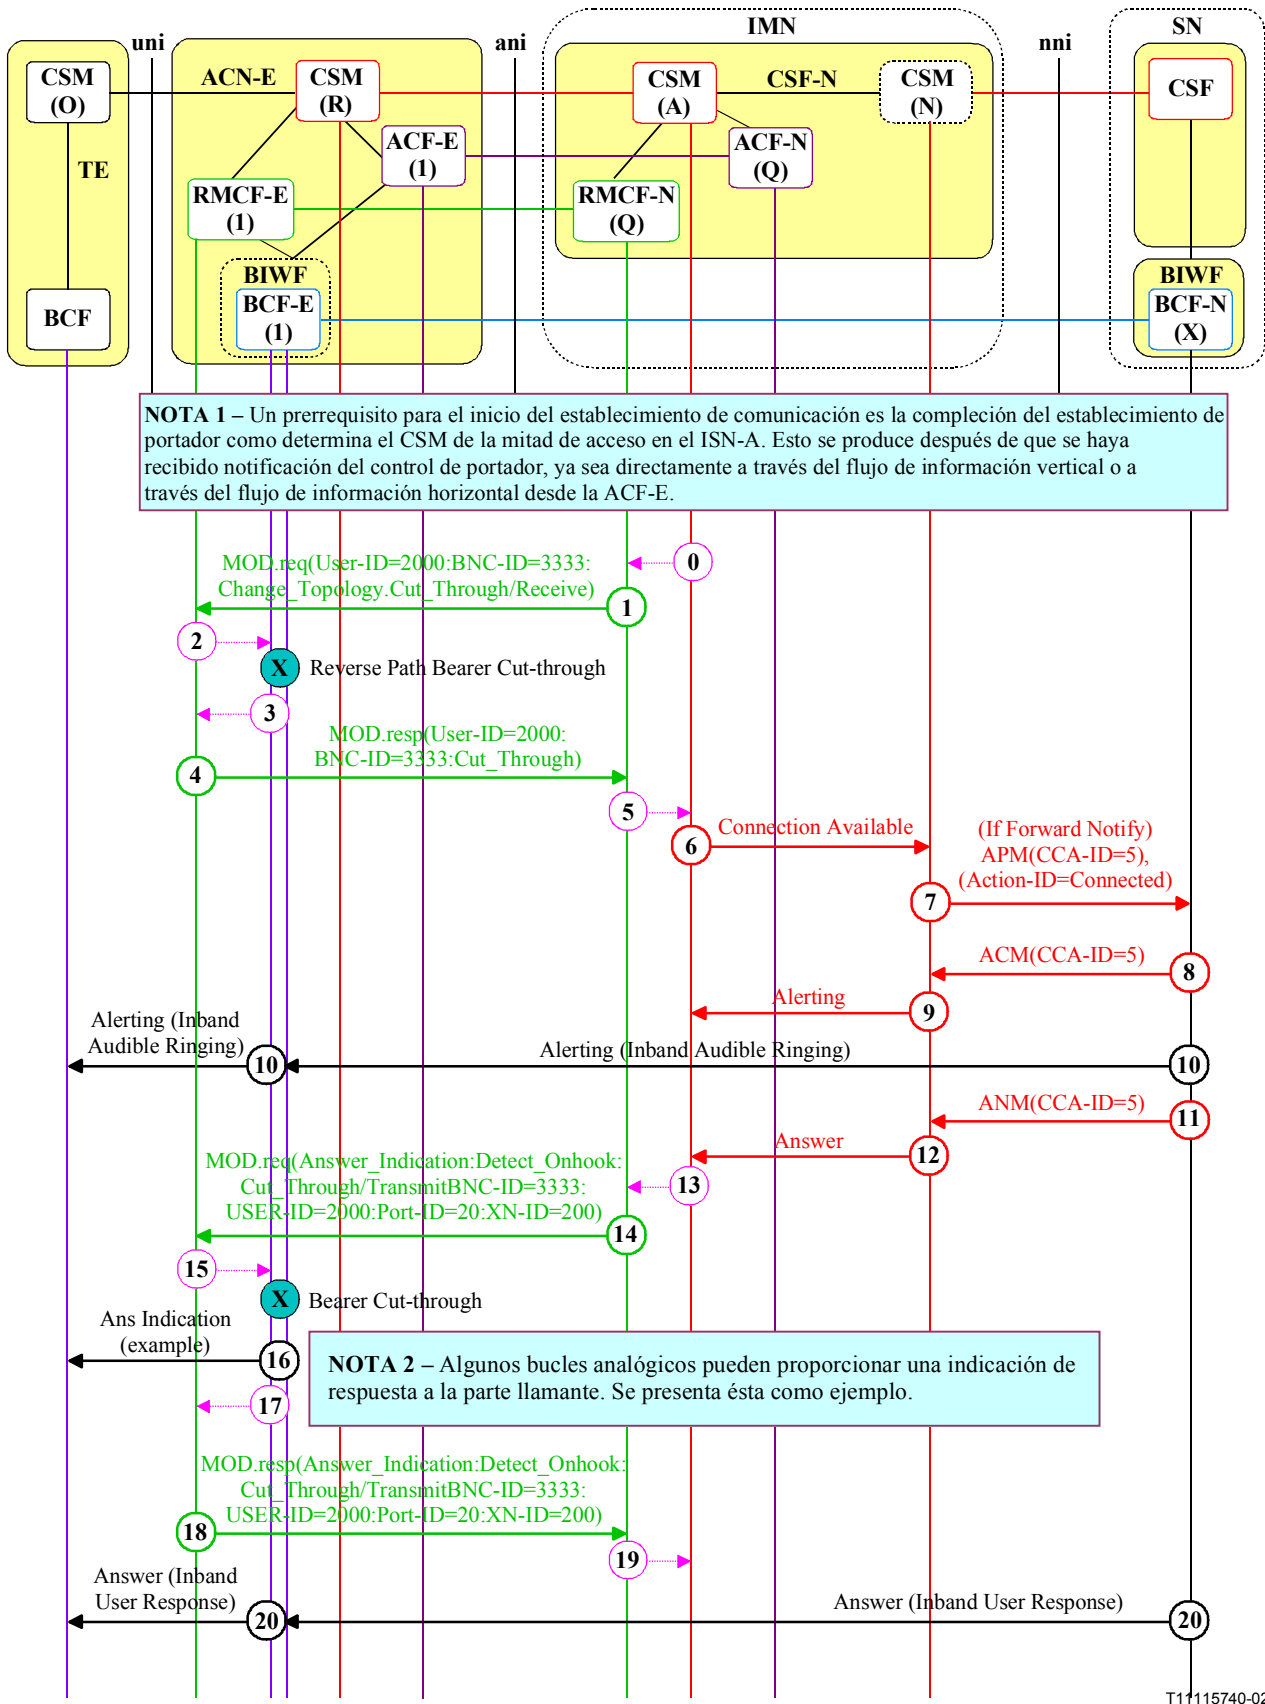 IMN
SN
uni
ani
nni
CSM
(O)
ACN-E
CSM
(R)
CSM
(A)
CSF-N
CSM
(N)
CSF
TE
ACF-E
(1)
ACF-N
(Q)
RMCF-E
(1)
RMCF-N
(Q)
BIWF
BIWF
BCF
BCF-E
(1)
BCF-N
(X)
NOTA 1 – Un prerrequisito para el inicio del establecimiento de comunicación es la compleción del establecimiento de
portador como determina el CSM de la mitad de acceso en el ISN-A. Esto se produce después de que se haya
recibido notificación del control de portador, ya sea directamente a través del flujo de información vertical o a
través del flujo de información horizontal desde la ACF-E.
0
MOD.req(User-ID=2000:BNC-ID=3333:
Change_Topology.Cut_Through/Receive)
1
2
X
Reverse Path Bearer Cut-through
3
MOD.resp(User-ID=2000:
BNC-ID=3333:Cut_Through)
4
5
6
Connection Available
(If Forward Notify)
APM(CCA-ID=5),
(Action-ID=Connected)
7
ACM(CCA-ID=5)
8
Alerting
9
Alerting (Inband
Audible Ringing)
10
Alerting (Inband Audible Ringing)
10
ANM(CCA-ID=5)
11
Answer
12
MOD.req(Answer_Indication:Detect_Onhook:
Cut_Through/TransmitBNC-ID=3333:
USER-ID=2000:Port-ID=20:XN-ID=200)
13
14
15
X
Bearer Cut-through
Ans Indication
(example)
16
NOTA 2 – Algunos bucles analógicos pueden proporcionar una indicación de
respuesta a la parte llamante. Se presenta ésta como ejemplo.
17
MOD.resp(Answer_Indication:Detect_Onhook:
Cut_Through/TransmitBNC-ID=3333:
USER-ID=2000:Port-ID=20:XN-ID=200)
18
19
Answer (Inband
User Response)
20
Answer (Inband User Response)
20
T11115740-02